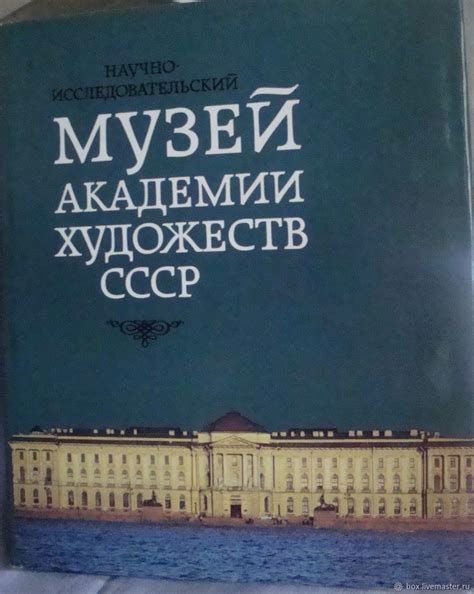 НАУЧНО-
ИССЛЕДОВАТЕЛЬСКИЙ
МУЗЕЙ
АКАДЕМИИ
ХУДОЖЕСТВ
СССР
box.livemaster.ru